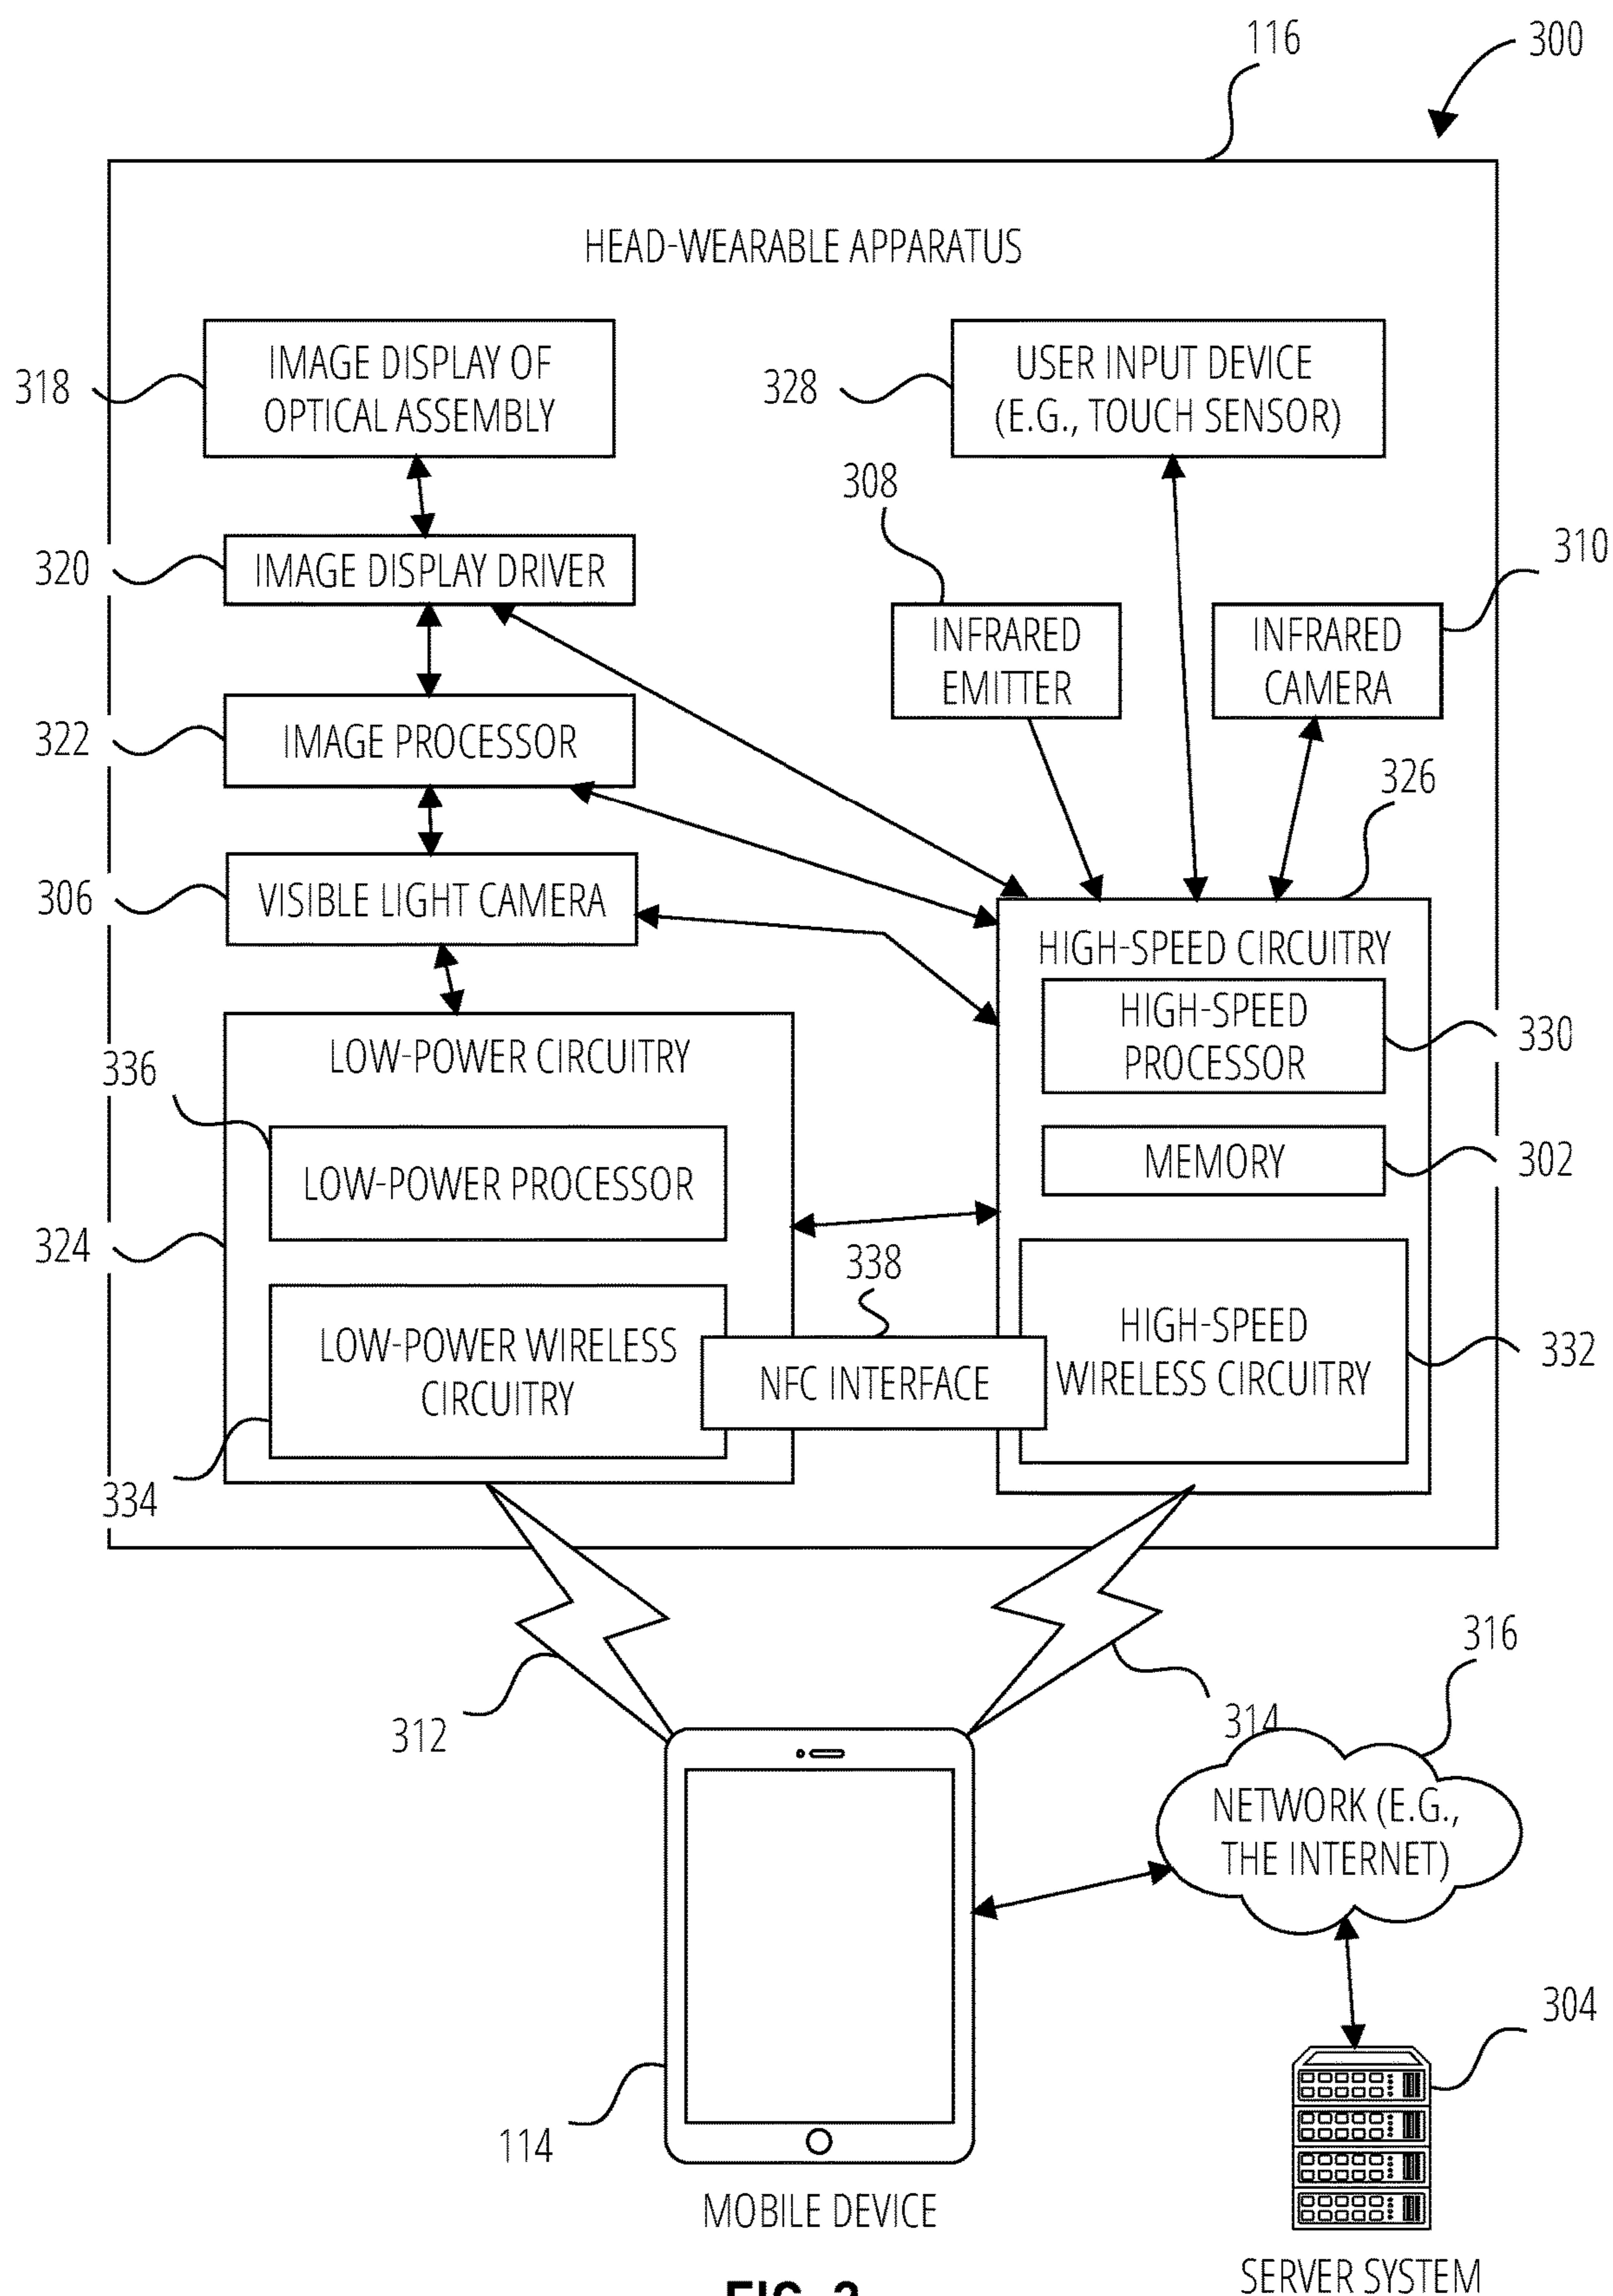 116
300
HEAD-WEARABLE APPARATUS
318
IMAGE DISPLAY OF
OPTICAL ASSEMBLY
328
USER INPUT DEVICE
(E.G., TOUCH SENSOR)
308
310
320
IMAGE DISPLAY DRIVER
INFRARED
EMITTER
INFRARED
CAMERA
322
IMAGE PROCESSOR
326
306
VISIBLE LIGHT CAMERA
HIGH-SPEED CIRCUITRY
HIGH-SPEED
PROCESSOR
330
LOW-POWER CIRCUITRY
336
LOW-POWER PROCESSOR
MEMORY
302
324
338
LOW-POWER WIRELESS
CIRCUITRY
NFC INTERFACE
HIGH-SPEED
WIRELESS CIRCUITRY
332
334
312
314
316
NETWORK (E.G.,
THE INTERNET)
304
114
MOBILE DEVICE
SERVER SYSTEM